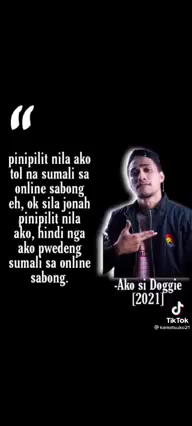 “
pinipilit nila ako
tol na sumali sa
online sabong
eh, ok sila jonah
pinipilit nila
ako, hindi nga
ako pwedeng
sumali sa online
sabong.
-Ako si Doggie
[2021]
TikTok